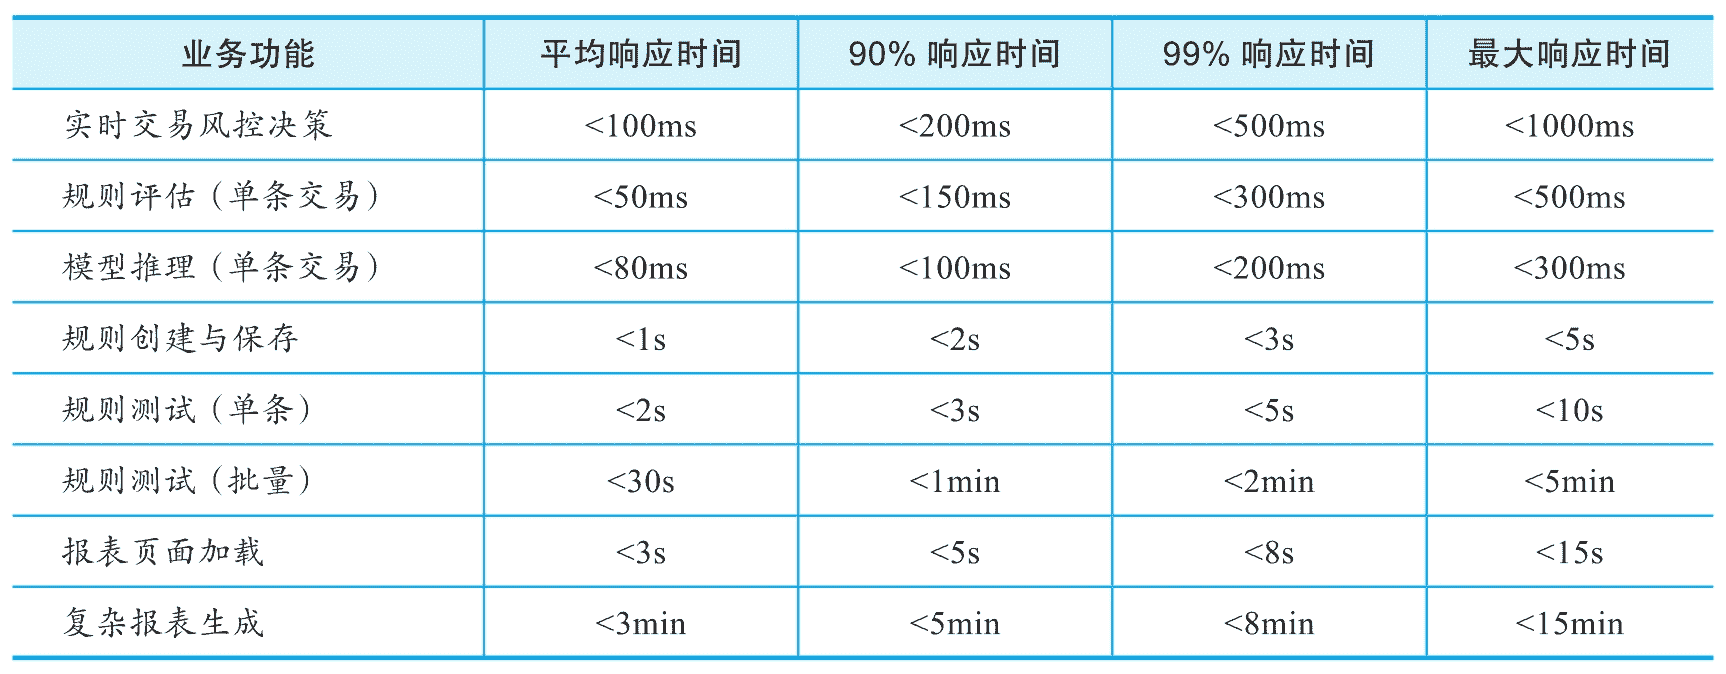 业务功能 平均响应时间 90% 响应时间 99% 响应时间 最大响应时间
实时交易风控决策 <100ms <200ms <500ms <1000ms
规则评估（单条交易） <50ms <150ms <300ms <500ms
模型推理（单条交易） <80ms <100ms <200ms <300ms
规则创建与保存 <1s <2s <3s <5s
规则测试（单条） <2s <3s <5s <10s
规则测试（批量） <30s <1min <2min <5min
报表页面加载 <3s <5s <8s <15s
复杂报表生成 <3min <5min <8min <15min